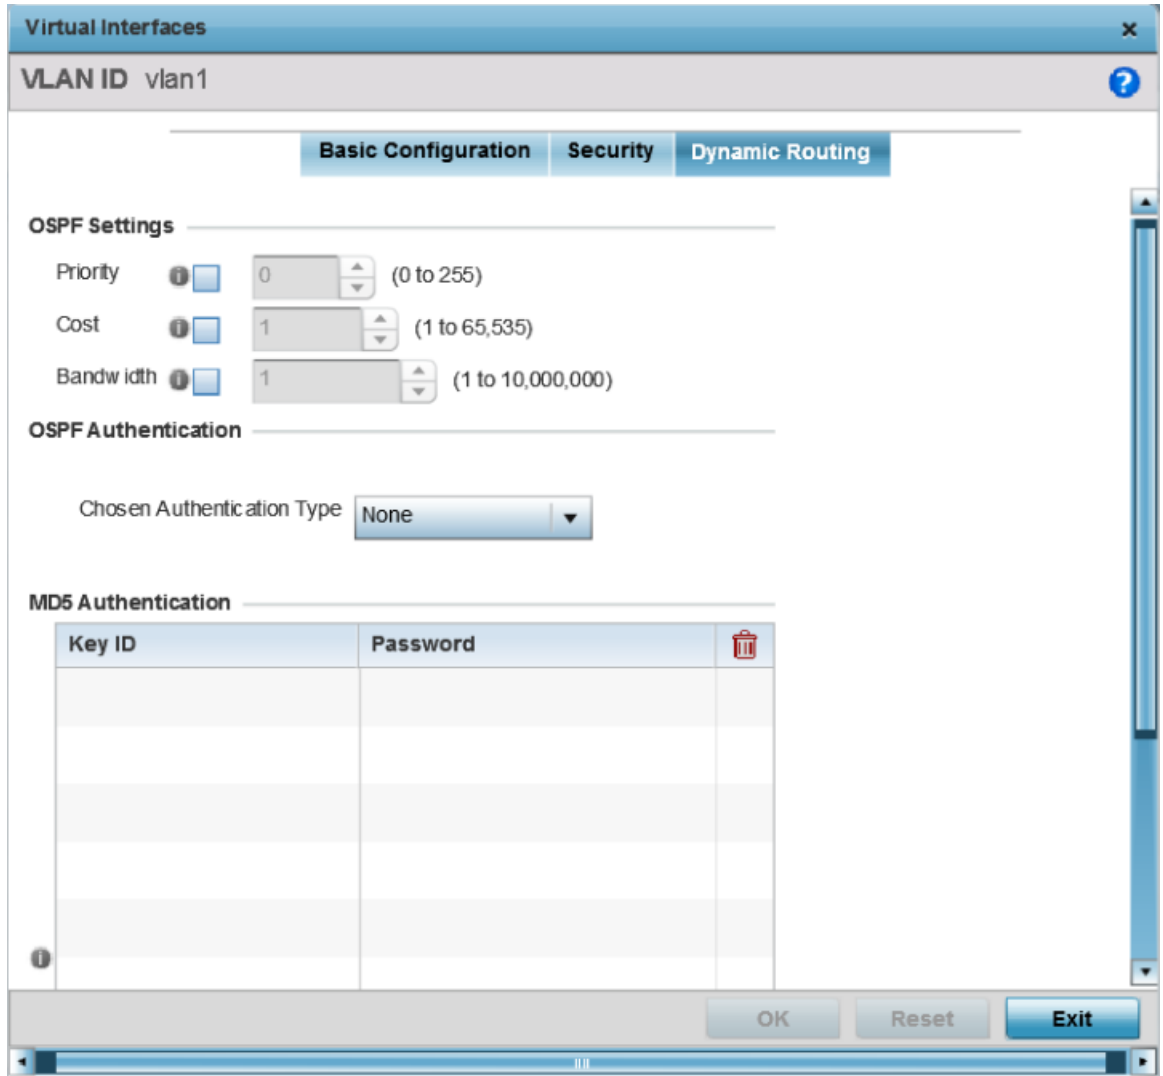 Virtual Interfaces
VLAN ID vlan1
Basic Configuration Security Dynamic Routing
OSPF Settings
Priority 0 (0 to 255)
Cost 1 (1 to 65,535)
Bandwidth 1 (1 to 10,000,000)
OSPF Authentication
Chosen Authentication Type None
MD5 Authentication
Key ID Password
OK Reset Exit